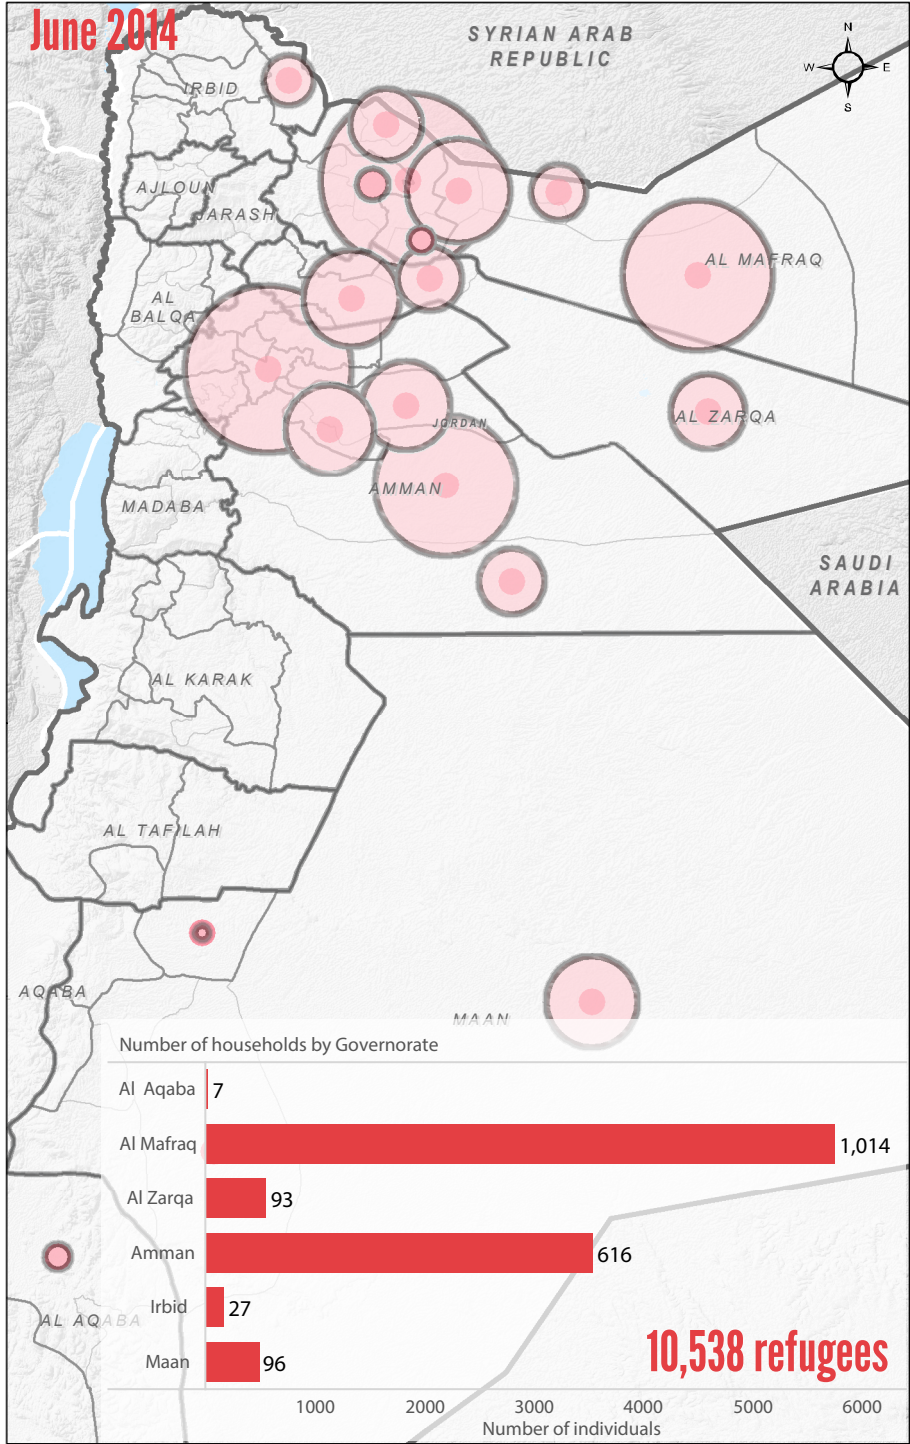 June 2014
SYRIAN ARAB
REPUBLIC
N
W
E
S
IRBID
AJLOUN
JARASH
AL MAFRAQ
AL
BALQA
AL ZARQA
JORDAN
AMMAN
MADABA
SAUDI
ARABIA
AL KARAK
AL TAFILAH
AQABA
MAAN
Number of households by Governorate
Al Aqaba 7
Al Mafraq 1,014
Al Zarqa 93
Amman 616
Irbid 27
AL AQABA
Maan 96
10,538 refugees
1000 2000 3000 4000 5000 6000
Number of individuals